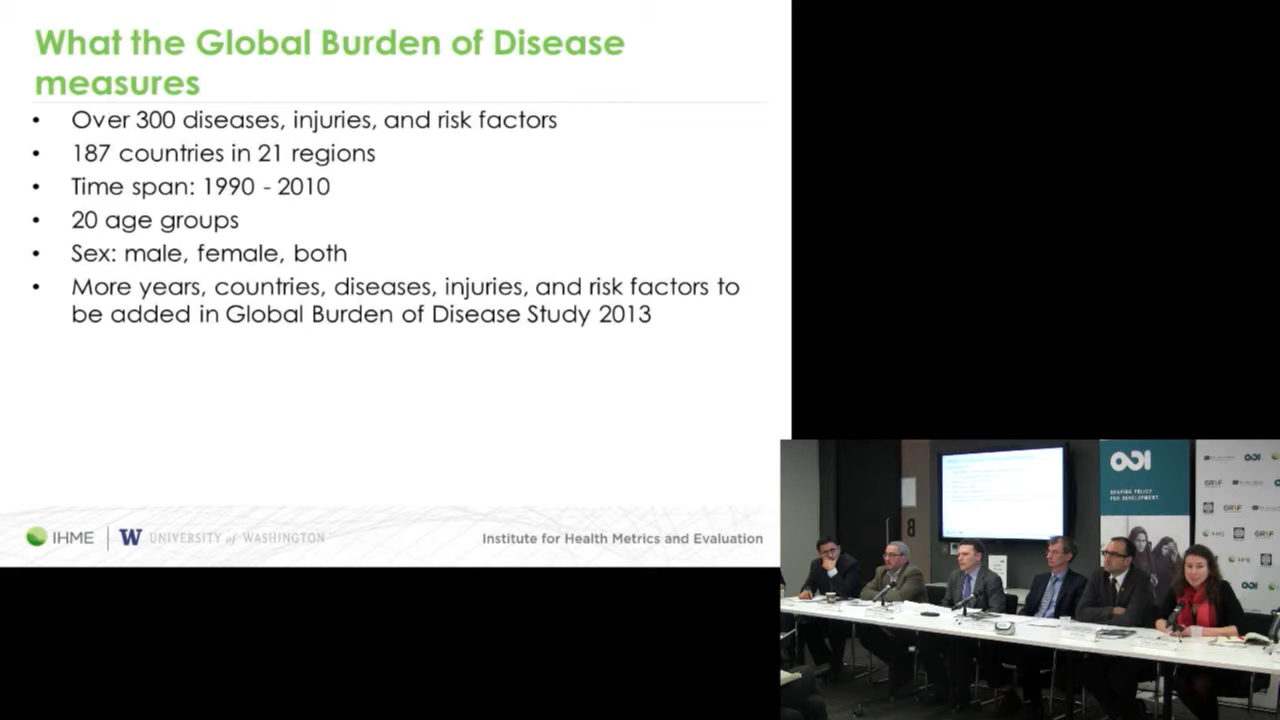 What the Global Burden of Disease
measures
• Over 300 diseases, injuries, and risk factors
• 187 countries in 21 regions
• Time span: 1990 - 2010
• 20 age groups
• Sex: male, female, both
• More years, countries, diseases, injuries, and risk factors to
be added in Global Burden of Disease Study 2013
IHME
W UNIVERSITY of WASHINGTON
Institute for Health Metrics and Evaluation
ODI
SHAPING POLICY
FOR DEVELOPMENT
8